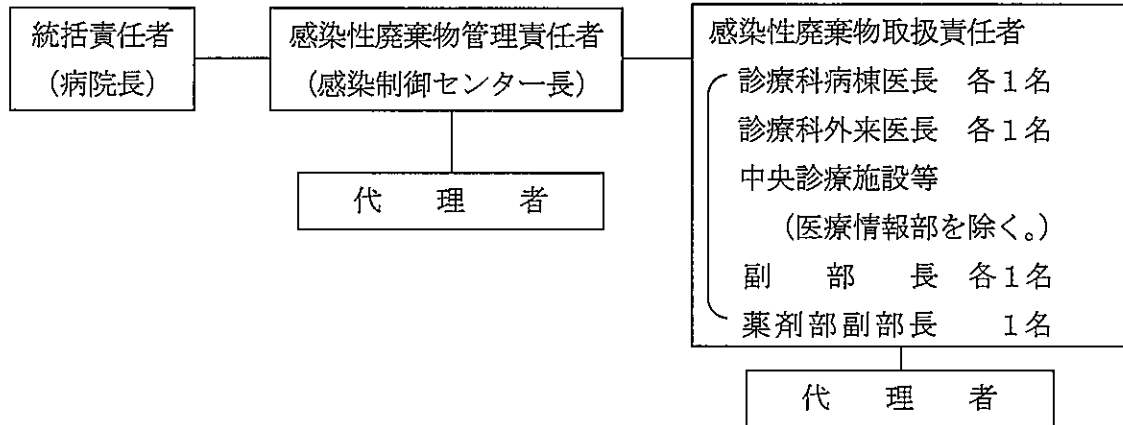 統括責任者
(病院長)
感染性廃棄物管理責任者
(感染制御センター長)
代　理　者
感染性廃棄物取扱責任者
診療科病棟医長　各1名
診療科外来医長　各1名
中央診療施設等
(医療情報部を除く。)
副　部　長　各1名
薬剤部副部長　1名
代　理　者